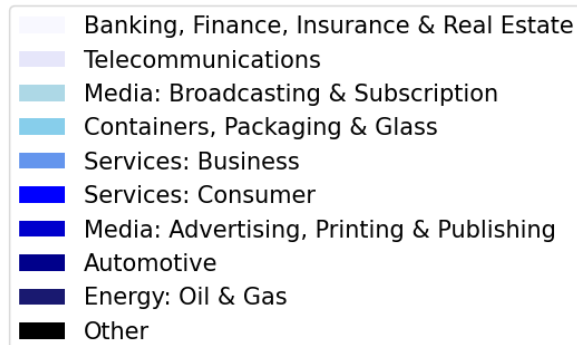 Banking, Finance, Insurance & Real Estate
Telecommunications
Media: Broadcasting & Subscription
Containers, Packaging & Glass
Services: Business
Services: Consumer
Media: Advertising, Printing & Publishing
Automotive
Energy: Oil & Gas
Other